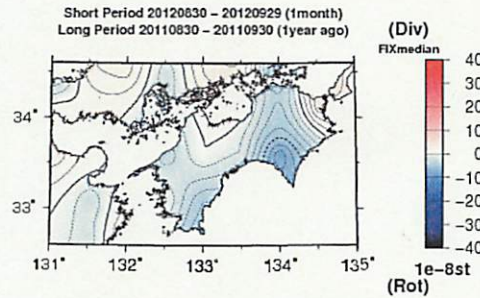 Short Period 20120830 – 20120929 (1month)
Long Period 20110830 – 20110930 (1year ago)
(Div)
FIXmedian
40
30
20
10
0
−10
−20
−30
−40
34°
33°
131° 132° 133° 134° 135°
1e−8st
(Rot)